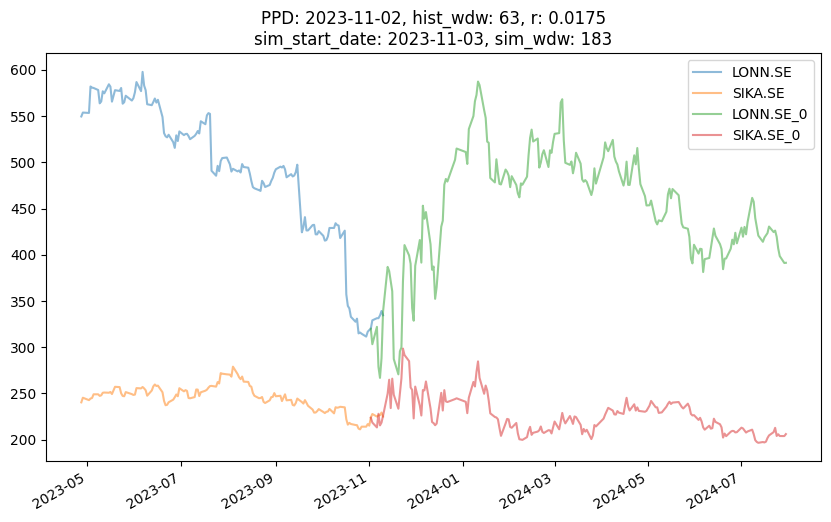 PPD: 2023-11-02, hist_wdw: 63, r: 0.0175
sim_start_date: 2023-11-03, sim_wdw: 183
LONN.SE
SIKA.SE
LONN.SE_0
SIKA.SE_0
600
550
500
450
400
350
300
250
200
2023-05
2023-07
2023-09
2023-11
2024-01
2024-03
2024-05
2024-07